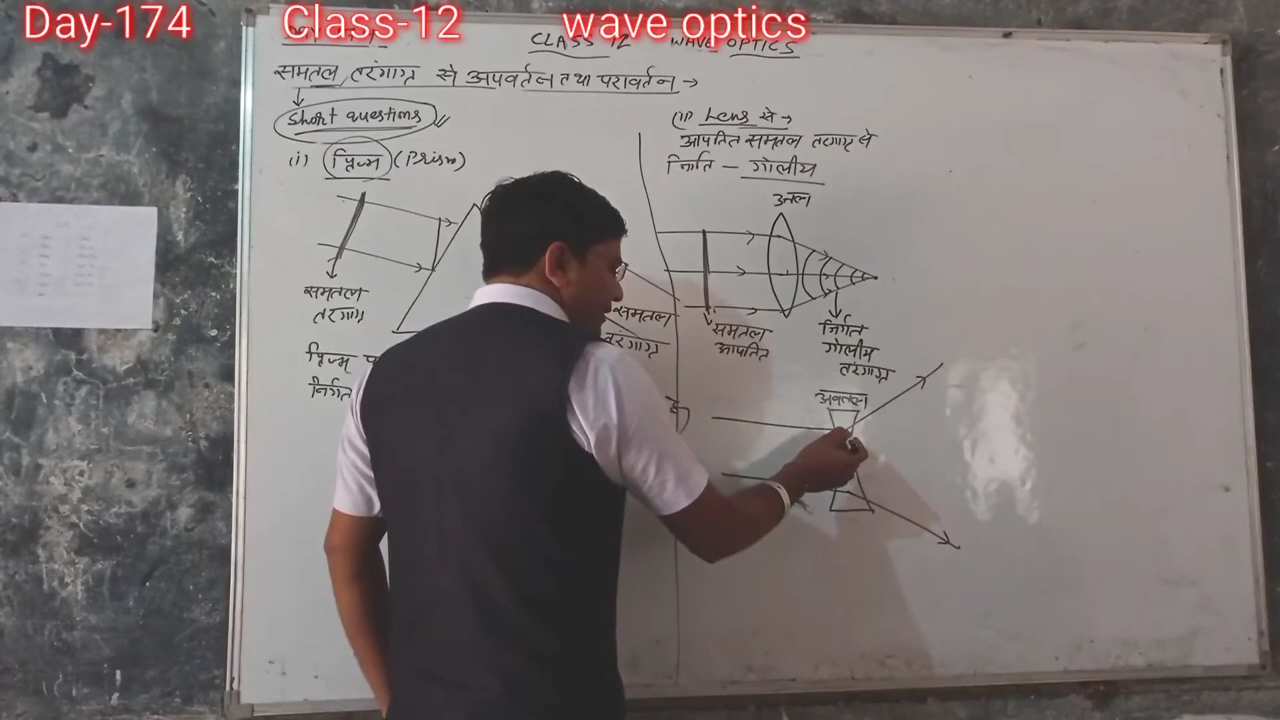 Day-174 Class-12 wave optics
CLASS 12 WAVE OPTICS
समतल तरंगाग्र से अपवर्तन तथा परावर्तन →
Short questions
(i) प्रिज्म (Prism)
समतल
तरंगाग्र
प्रिज्म
निर्गत
समतल
तरंगाग्र
है
(ii) Lens से →
आपतित समतल तरंगाग्र से
निर्गत - गोलीय
उत्तल
समतल
आपतित
निर्गत
गोलीय
तरंगाग्र
अवतल